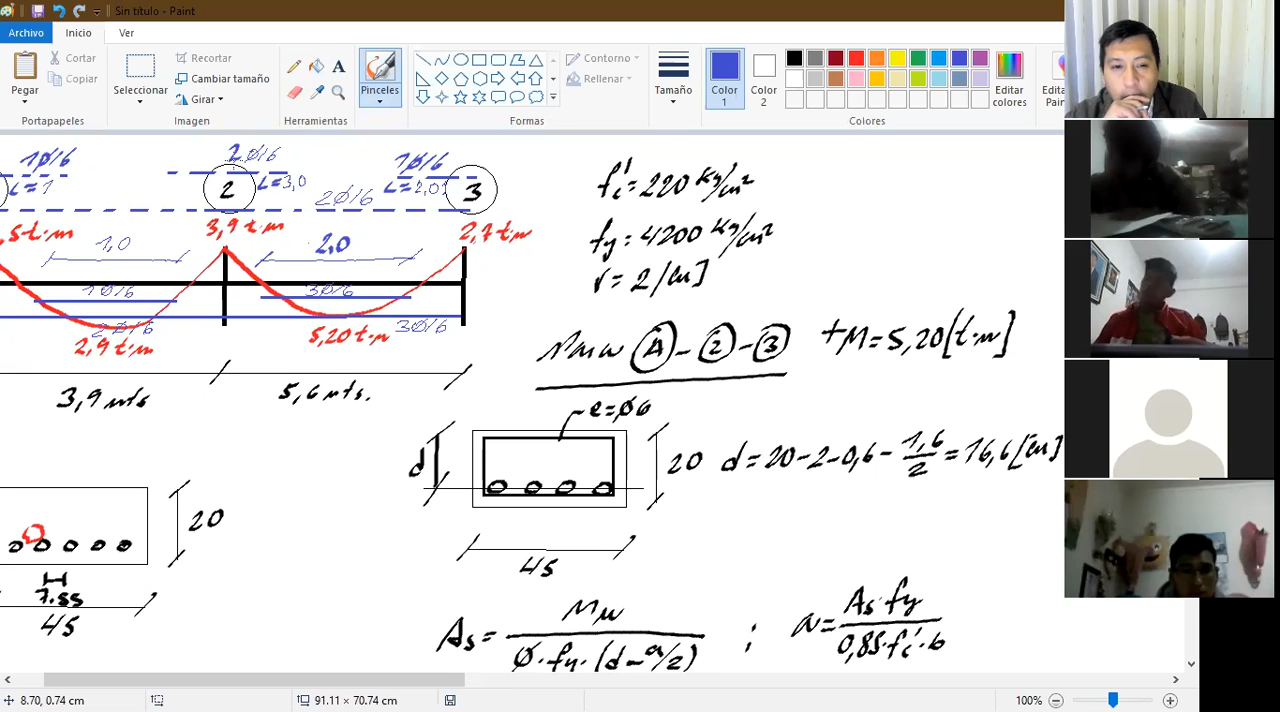 Sin título - Paint
Archivo Inicio Ver
Pegar
Cortar
Copiar
Portapapeles
Seleccionar
Recortar
Cambiar tamaño
Girar
Imagen
A
Herramientas
Pinceles
Contorno
Rellenar
Formas
Tamaño
Color 1
Color 2
Editar colores
Colores
1Ø16 2Ø16 1Ø16
2 L=3,0 2Ø16 3
3,9 t.m 2,7 t.m
1,0 2,0
1Ø16 3Ø16
2Ø16 3Ø16
2,9 t.m 5,20 t.m
3,9 mts 5,6 mts.
f'c=220 Kg/cm²
fy=4200 Kg/cm²
r=2[cm]
Para A-2-3 +M=5,20[t.m]
e=Ø6
d 20 d=20-2-0,6-1,6/2=16,6[cm]
45
20
7.55
45
As=Mu/Ø.fy.(d-a/2) ; a=As.fy/0,85.f'c.b
8.70, 0.74 cm 91.11 × 70.74 cm 100%